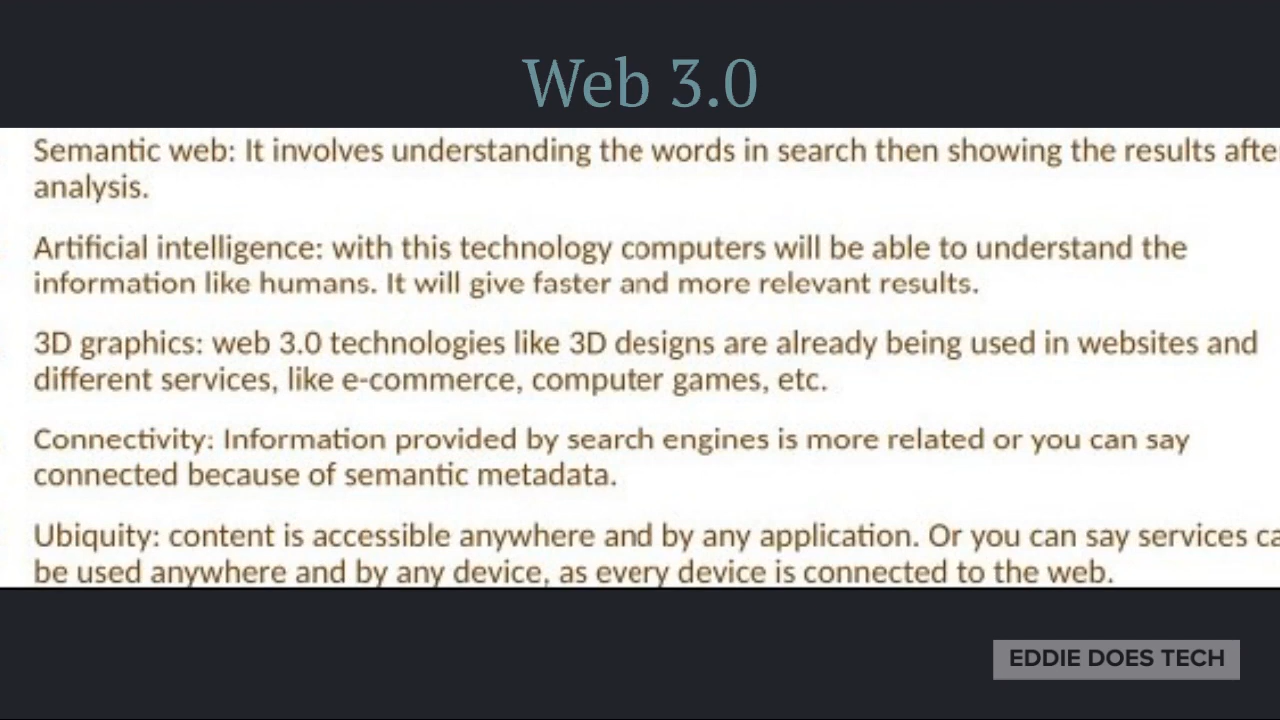 Web 3.0
Semantic web: It involves understanding the words in search then showing the results
analysis.
Artificial intelligence: with this technology computers will be able to understand the
information like humans. It will give faster and more relevant results.
3D graphics: web 3.0 technologies like 3D designs are already being used in websites and
different services, like e-commerce, computer games, etc.
Connectivity: Information provided by search engines is more related or you can say
connected because of semantic metadata.
Ubiquity: content is accessible anywhere and by any application. Or you can say services
be used anywhere and by any device, as every device is connected to the web.
EDDIE DOES TECH